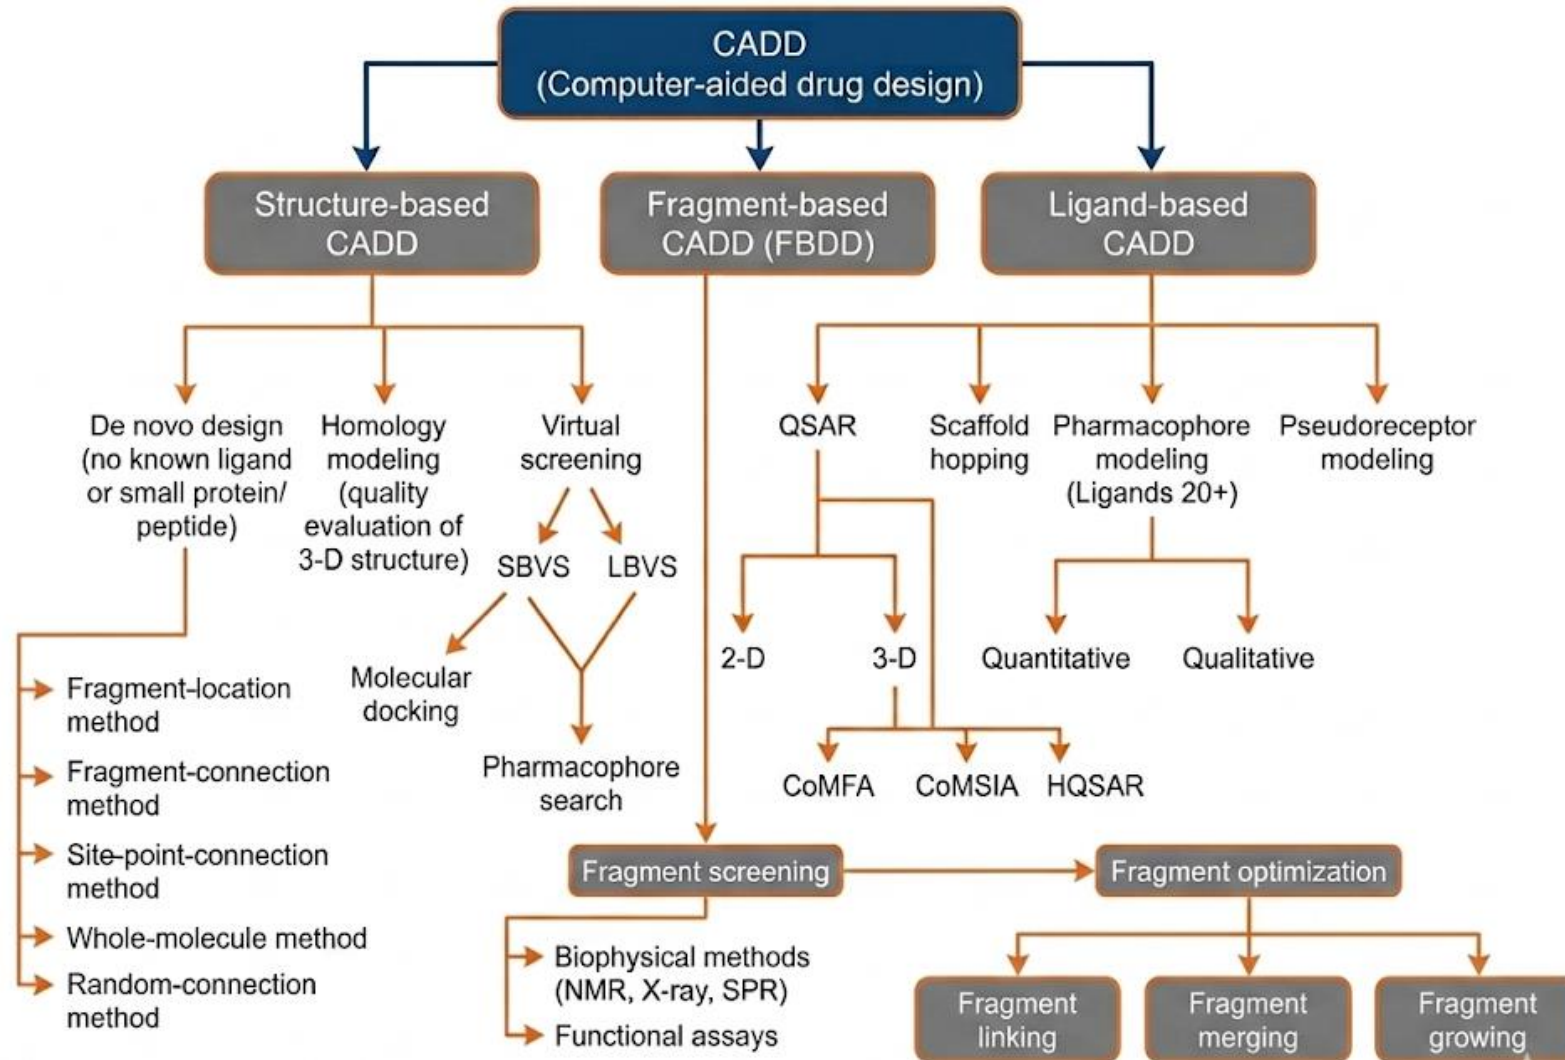 CADD
(Computer-aided drug design)
Structure-based
CADD
Fragment-based
CADD (FBDD)
Ligand-based
CADD
De novo design
(no known ligand
or small protein/
peptide)
Homology
modeling
(quality
evaluation of
3-D structure)
Virtual
screening
SBVS
LBVS
Molecular
docking
Pharmacophore
search
Fragment-location
method
Fragment-connection
method
Site-point-connection
method
Whole-molecule method
Random-connection
method
QSAR
Scaffold
hopping
Pharmacophore
modeling
(Ligands 20+)
Pseudoreceptor
modeling
2-D
3-D
Quantitative
Qualitative
CoMFA
CoMSIA
HQSAR
Fragment screening
Fragment optimization
Biophysical methods
(NMR, X-ray, SPR)
Functional assays
Fragment
linking
Fragment
merging
Fragment
growing